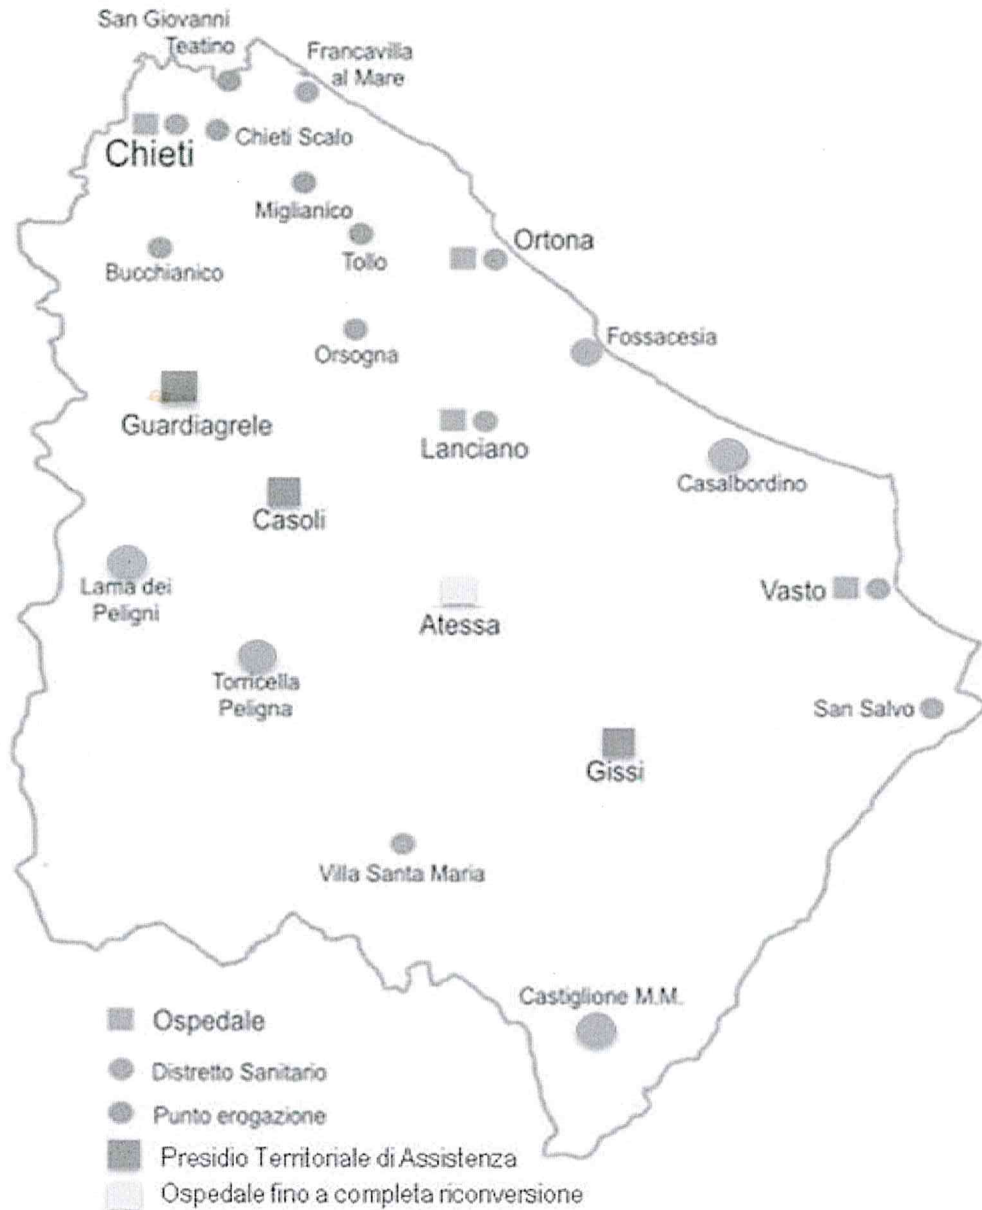 San Giovanni
Teatino
Francavilla
al Mare
Chieti Scalo
Chieti
Miglianico
Tollo
Ortona
Bucchianico
Orsogna
Fossacesia
Guardiagrele
Lanciano
Casalbordino
Casoli
Lama dei
Peligni
Atessa
Vasto
Torricella
Peligna
San Salvo
Gissi
Villa Santa Maria
Castiglione M.M.
Ospedale
Distretto Sanitario
Punto erogazione
Presidio Territoriale di Assistenza
Ospedale fino a completa riconversione